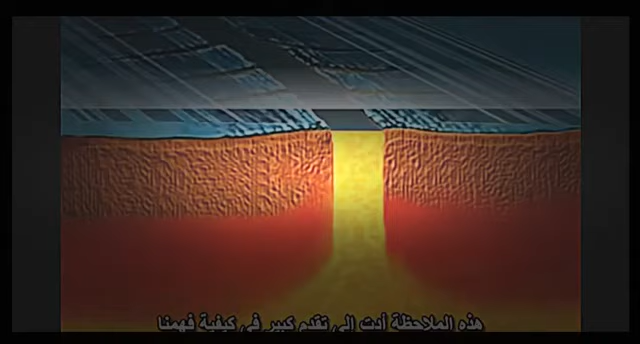 هذه الملاحظة أدت إلى تقدم كبير في كيفية فهمنا